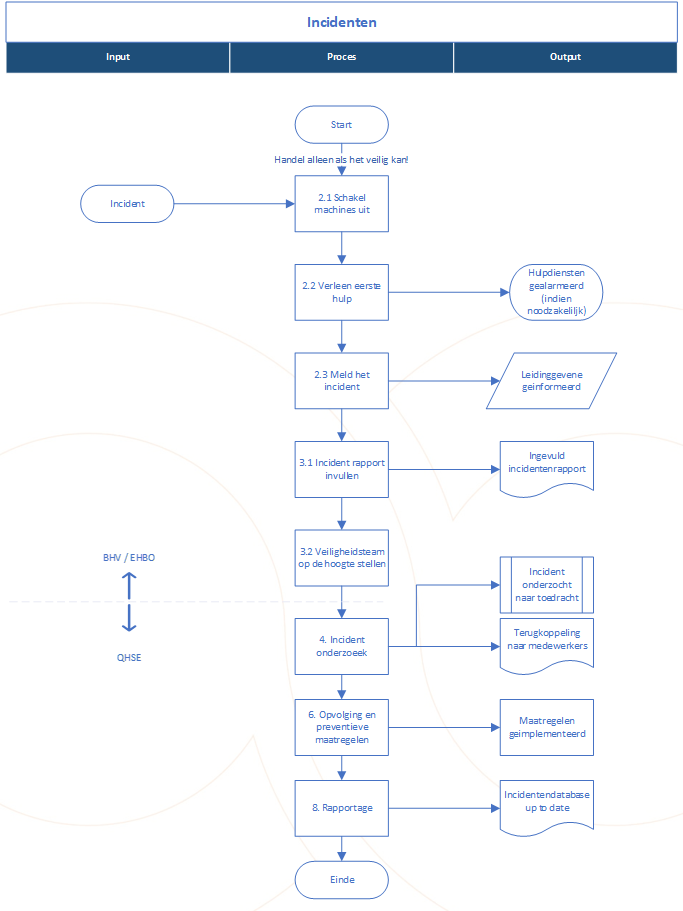 Incidenten
Input
Proces
Output
Start
Handel alleen als het veilig kan!
Incident
2.1 Schakel
machines uit
2.2 Verleen eerste
hulp
Hulpdiensten
gealarmeerd
(indien
noodzakelilijk)
2.3 Meld het
incident
Leidinggevene
geinformeerd
3.1 Incident rapport
invullen
Ingevuld
incidentenrapport
3.2 Veiligheidsteam
op de hoogte stellen
BHV / EHBO
QHSE
Incident
onderzocht
naar toedracht
4. Incident
onderzoeek
Terugkoppeling
naar medewerkers
6. Opvolging en
preventieve
maatregelen
Maatregelen
geimplementeerd
8. Rapportage
Incidentendatabase
up to date
Einde